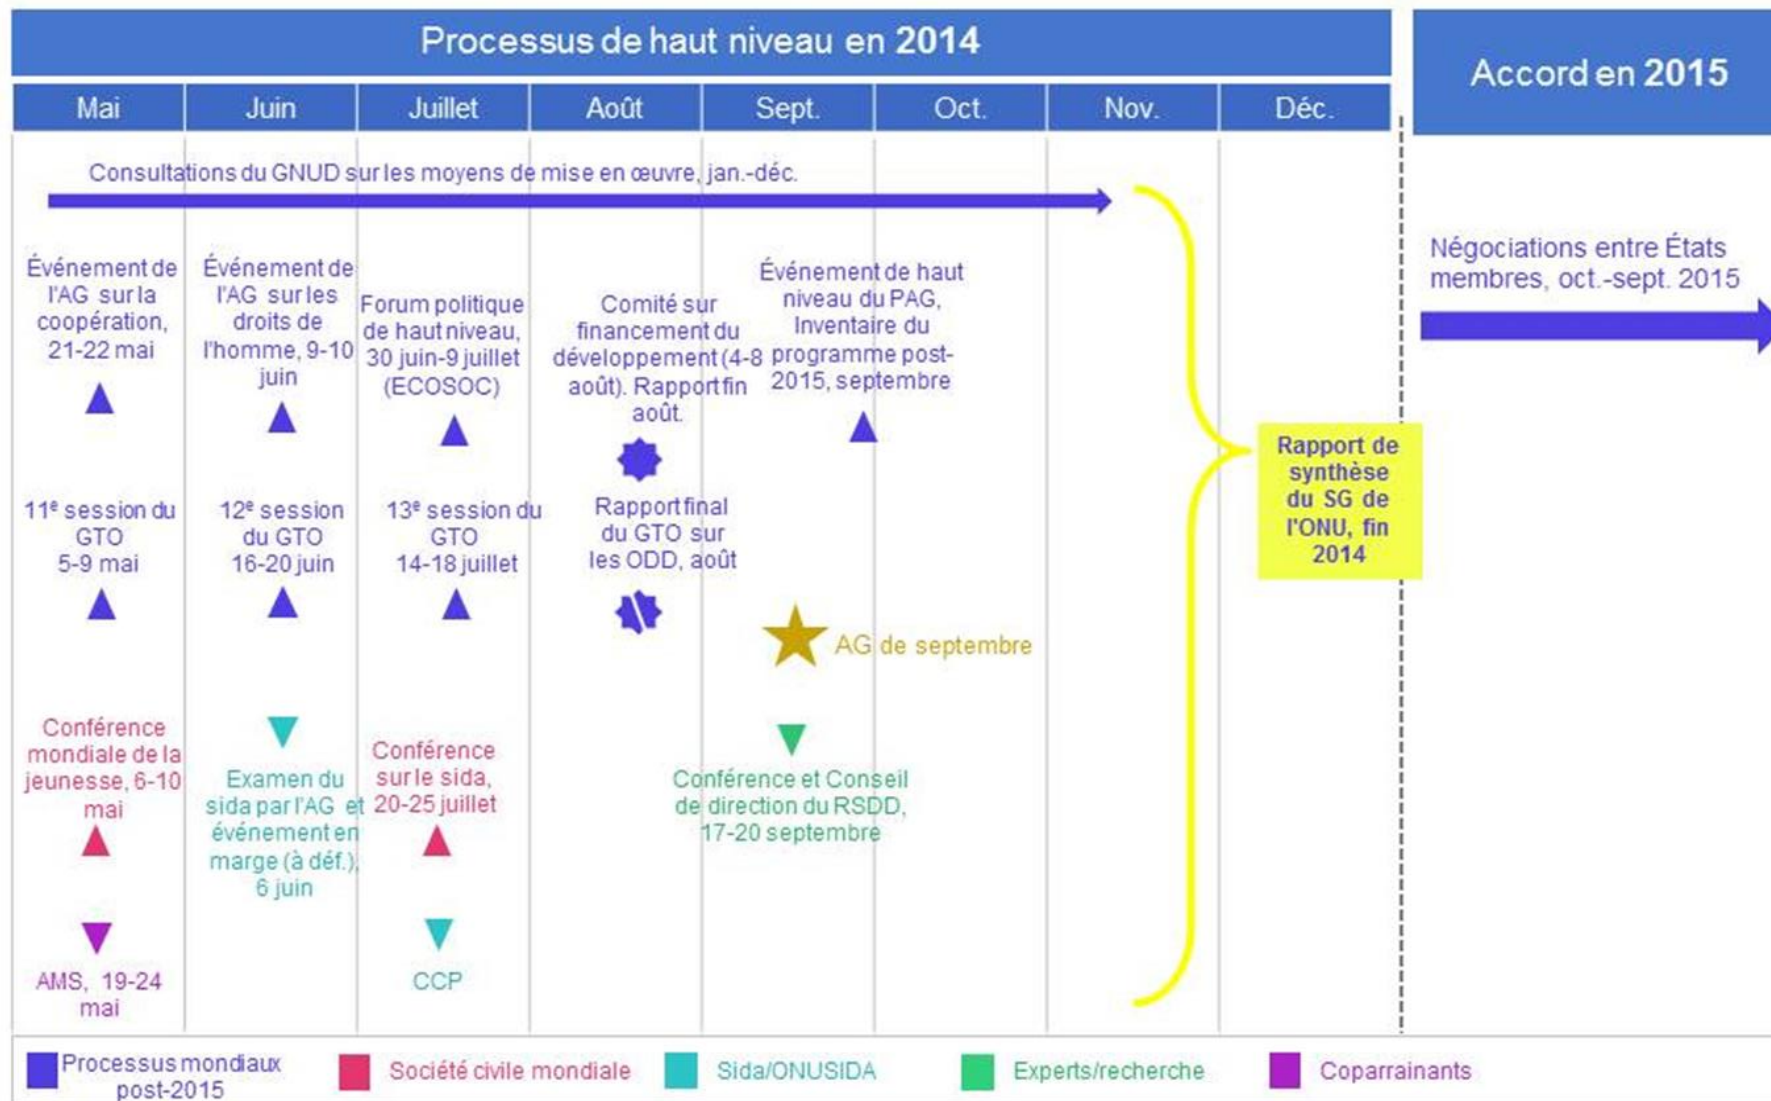 Processus de haut niveau en 2014
Accord en 2015
Mai
Juin
Juillet
Août
Sept.
Oct.
Nov.
Déc.
Consultations du GNUD sur les moyens de mise en œuvre, jan.-déc.
Événement de
l'AG sur la
coopération,
21-22 mai
Événement de
l'AG sur les
droits de
l'homme, 9-10
juin
Forum politique
de haut niveau,
30 juin-9 juillet
(ECOSOC)
Comité sur
financement du
développement (4-8
août). Rapport fin
août.
Événement de haut
niveau du PAG,
Inventaire du
programme post-
2015, septembre
Négociations entre États
membres, oct.-sept. 2015
Rapport de
synthèse
du SG de
l'ONU, fin
2014
11e session du
GTO
5-9 mai
12e session
du GTO
16-20 juin
13e session du
GTO
14-18 juillet
Rapport final
du GTO sur
les ODD, août
AG de septembre
Conférence
mondiale de la
jeunesse, 6-10
mai
Examen du
sida par l'AG et
événement en
marge (à déf.),
6 juin
Conférence
sur le sida,
20-25 juillet
Conférence et Conseil
de direction du RSDD,
17-20 septembre
AMS, 19-24
mai
CCP
Processus mondiaux
post-2015
Société civile mondiale
Sida/ONUSIDA
Experts/recherche
Coparrainants